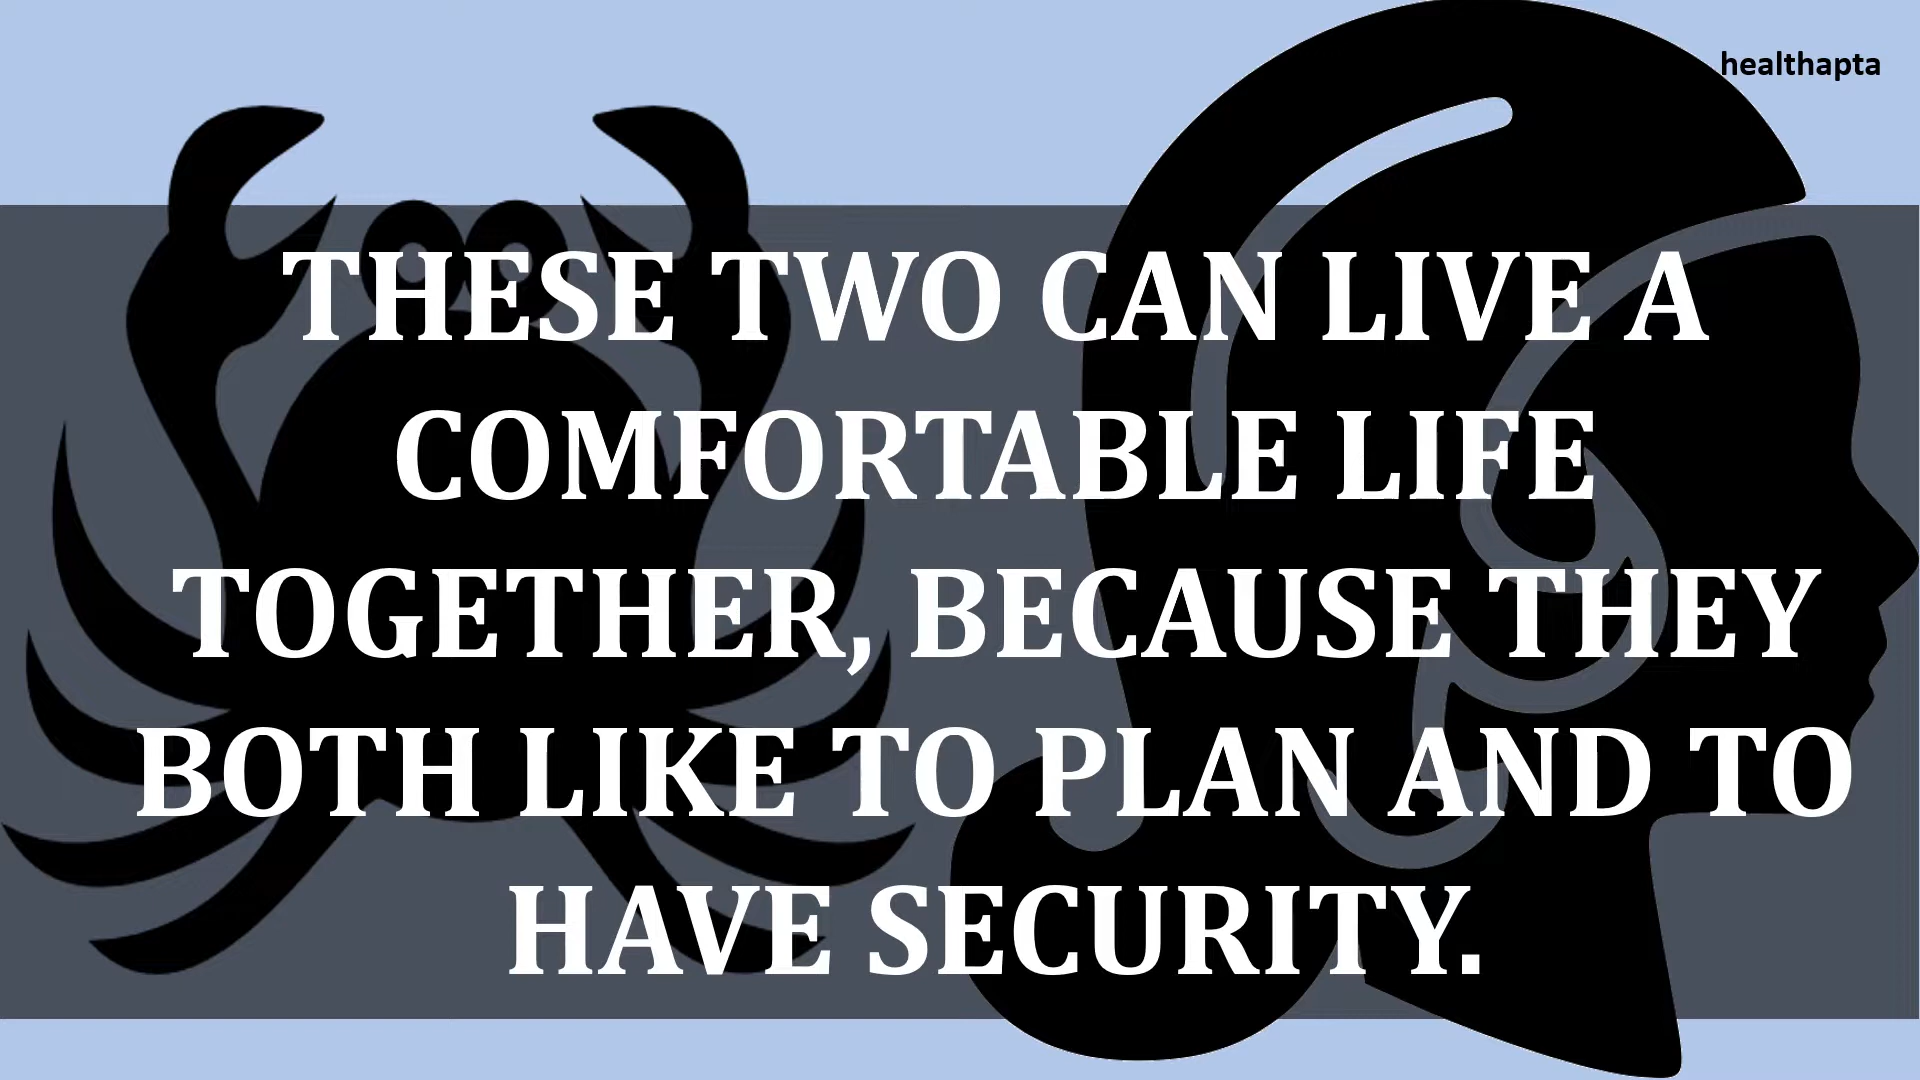 healthapta
THESE TWO CAN LIVE A
COMFORTABLE LIFE
TOGETHER, BECAUSE THEY
BOTH LIKE TO PLAN AND TO
HAVE SECURITY.